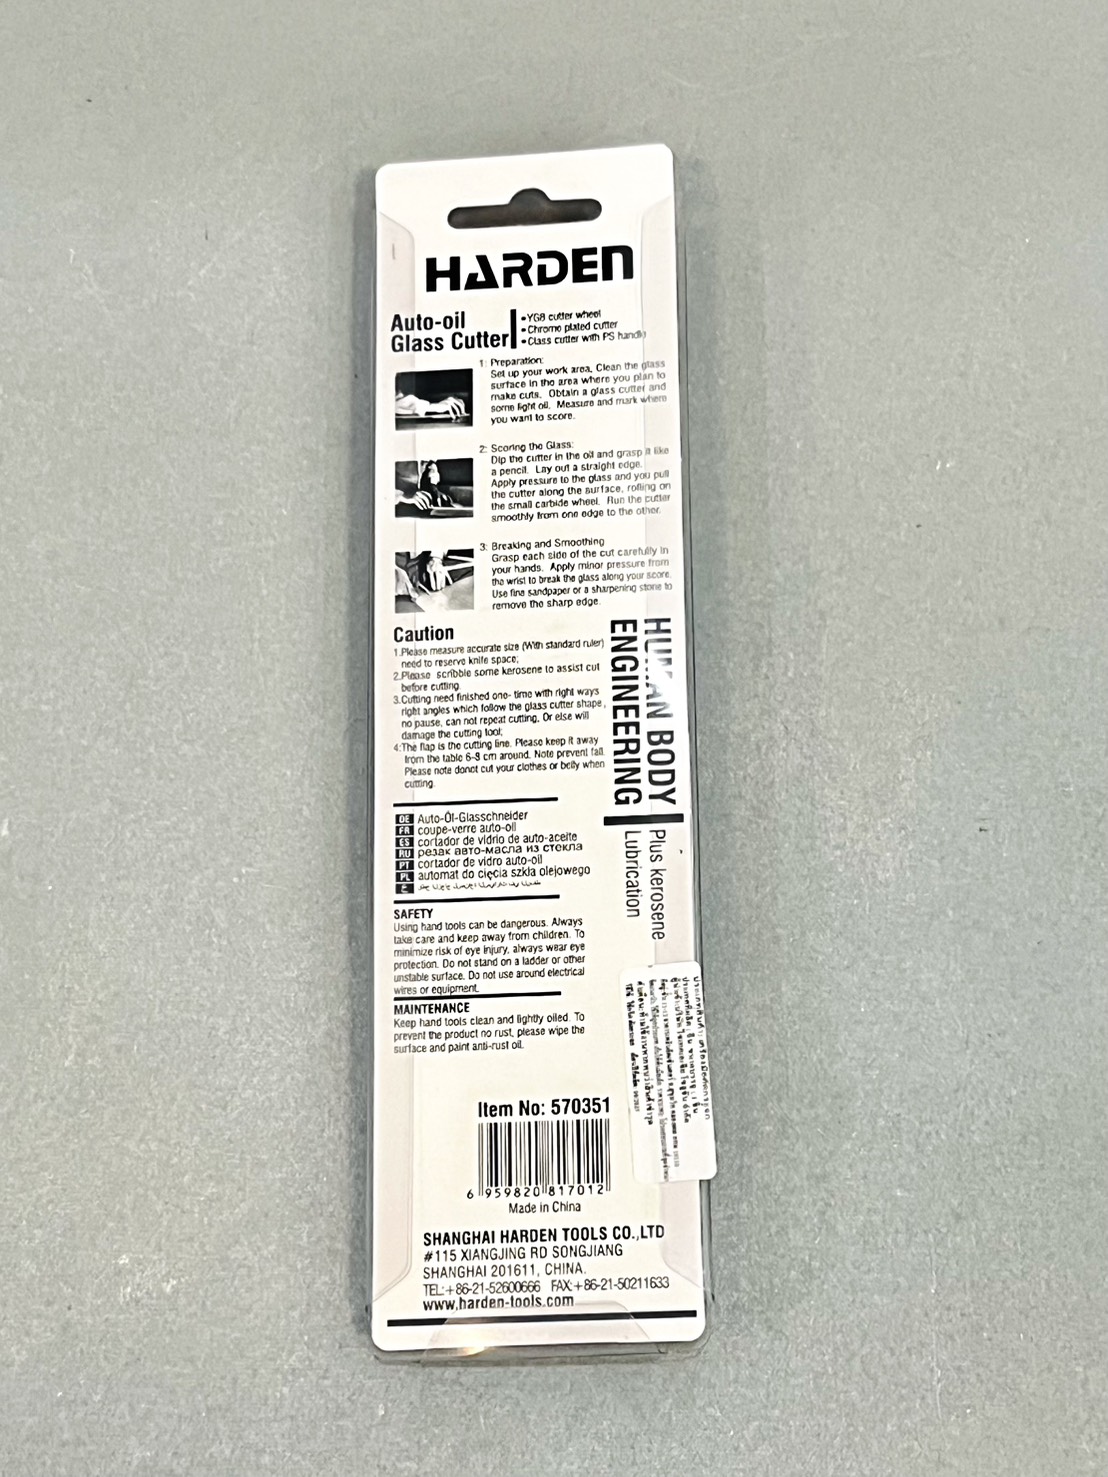 HARDEN
Auto-oil
Glass Cutter
•YG8 cutter wheel
•Chrome plated cutter
•Glass cutter with PS handle
1: Preparation:
Set up your work area. Clean the glass
surface in the area where you plan to
make cuts. Obtain a glass cutter and
some light oil. Measure and mark where
you want to score.
2: Scoring the Glass:
Dip the cutter in the oil and grasp it like
a pencil. Lay out a straight edge.
Apply pressure to the glass and you pull
the cutter along the surface, rolling on
the small carbide wheel. Run the cutter
smoothly from one edge to the other.
3: Breaking and Smoothing
Grasp each side of the cut carefully in
your hands. Apply minor pressure from
the wrist to break the glass along your score.
Use fine sandpaper or a sharpening stone to
remove the sharp edge.
Caution
1.Please measure accurate size (With standard ruler)
need to reserve knife space;
2.Please scribble some kerosene to assist cut
before cutting.
3.Cutting need finished one- time with right ways
right angles which follow the glass cutter shape,
no pause, can not repeat cutting, Or else will
damage the cutting tool;
4:The flap is the cutting line. Please keep it away
from the table 6-8 cm around. Note prevent fall.
Please note donot cut your clothes or belly when
cutting.
HUMAN BODY
ENGINEERING
Plus kerosene
Lubrication
DE Auto-Öl-Glasschneider
FR coupe-verre auto-oil
ES cortador de vidrio de auto-aceite
RU резак авто-масла из стекла
PT cortador de vidro auto-oil
PL automat do cięcia szkła olejowego
SAFETY
Using hand tools can be dangerous. Always
take care and keep away from children. To
minimize risk of eye injury, always wear eye
protection. Do not stand on a ladder or other
unstable surface. Do not use around electrical
wires or equipment.
MAINTENANCE
Keep hand tools clean and lightly oiled. To
prevent the product no rust, please wipe the
surface and paint anti-rust oil.
Item No: 570351
6 959820 817012
Made in China
SHANGHAI HARDEN TOOLS CO.,LTD
#115 XIANGJING RD SONGJIANG
SHANGHAI 201611, CHINA.
TEL:+86-21-52600666 FAX:+86-21-50211633
www.harden-tools.com